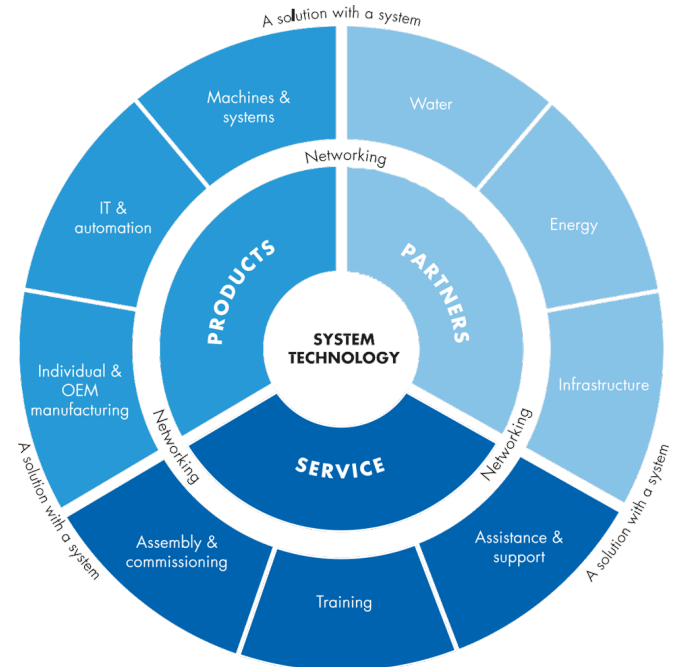 A solution with a system
Machines &
systems
Water
Networking
IT &
automation
Energy
PRODUCTS
PARTNERS
SYSTEM
TECHNOLOGY
Individual &
OEM
manufacturing
Infrastructure
Networking
Networking
SERVICE
A solution with a system
A solution with a system
Assembly &
commissioning
Assistance &
support
Training